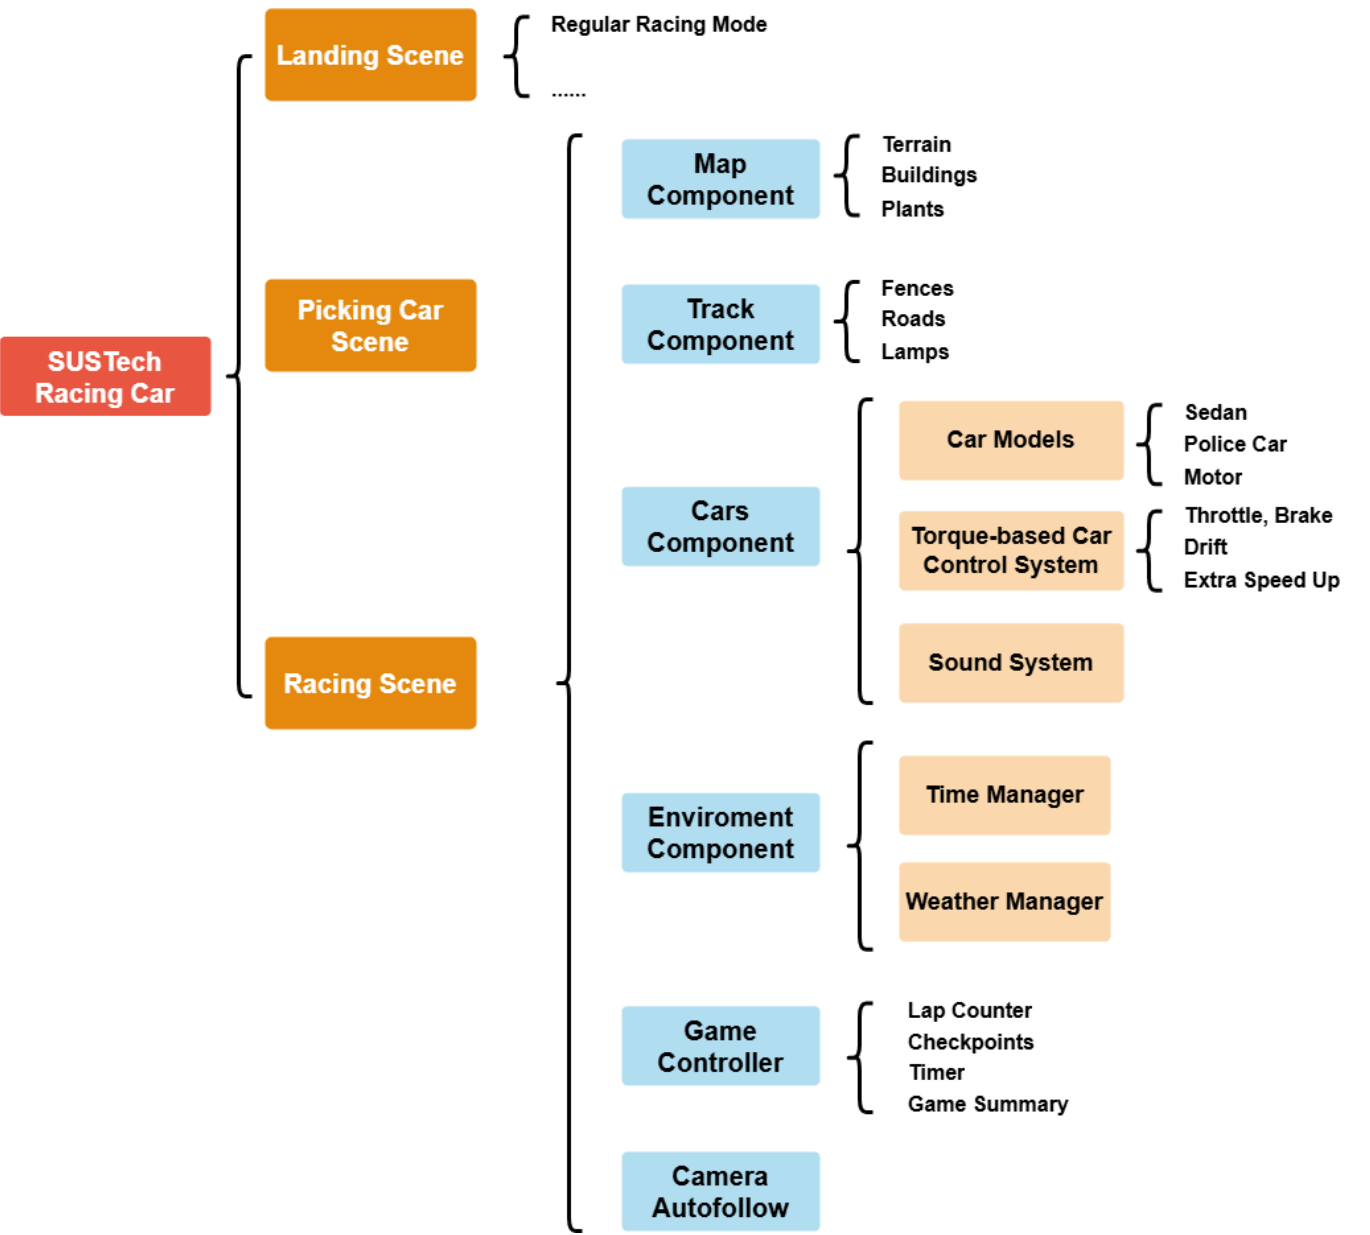 SUSTech
Racing Car
Landing Scene
Regular Racing Mode
......
Picking Car
Scene
Racing Scene
Map
Component
Terrain
Buildings
Plants
Track
Component
Fences
Roads
Lamps
Cars
Component
Car Models
Sedan
Police Car
Motor
Torque-based Car
Control System
Throttle, Brake
Drift
Extra Speed Up
Sound System
Enviroment
Component
Time Manager
Weather Manager
Game
Controller
Lap Counter
Checkpoints
Timer
Game Summary
Camera
Autofollow